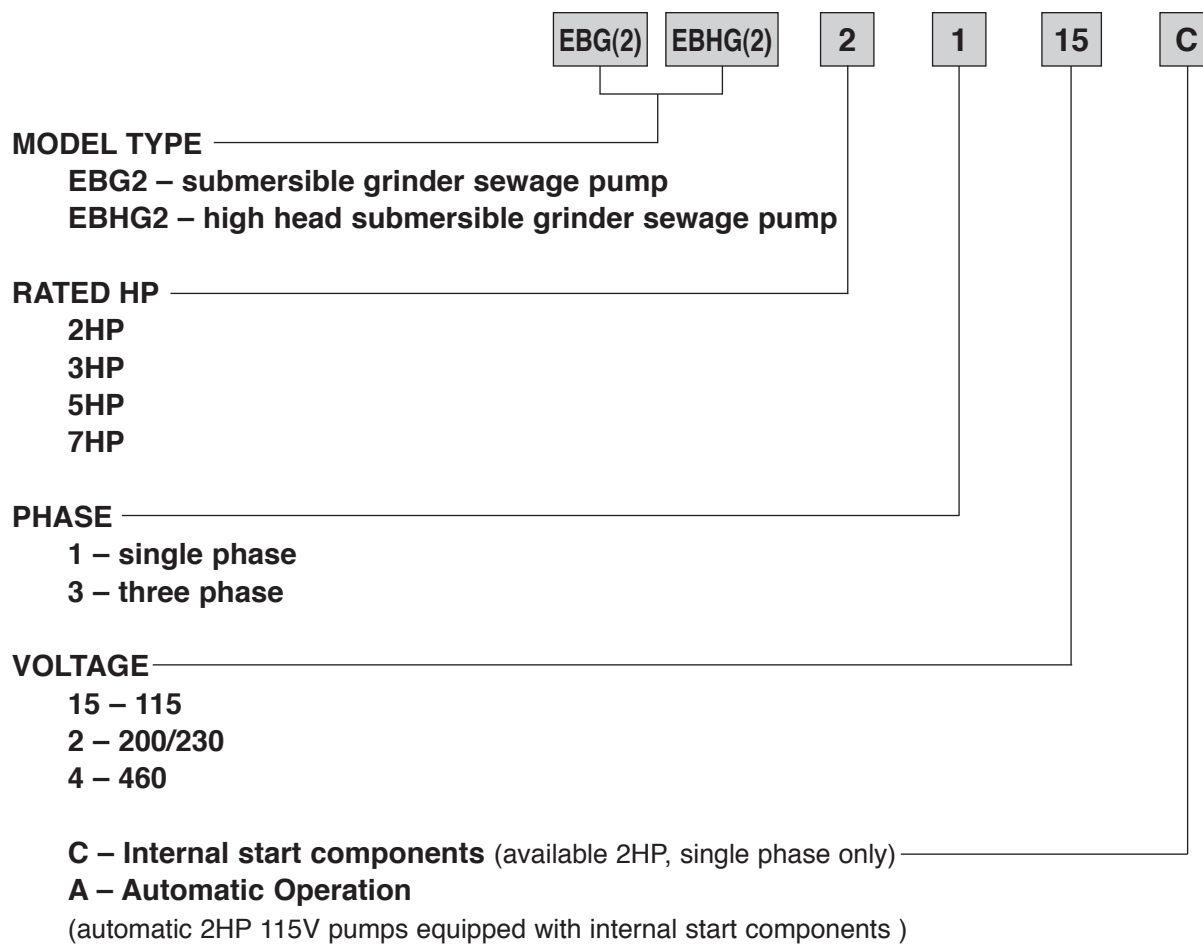 EBG(2) EBHG(2) 2 1 15 C
MODEL TYPE
EBG2 – submersible grinder sewage pump
EBHG2 – high head submersible grinder sewage pump
RATED HP
2HP
3HP
5HP
7HP
PHASE
1 – single phase
3 – three phase
VOLTAGE
15 – 115
2 – 200/230
4 – 460
C – Internal start components (available 2HP, single phase only)
A – Automatic Operation
(automatic 2HP 115V pumps equipped with internal start components )